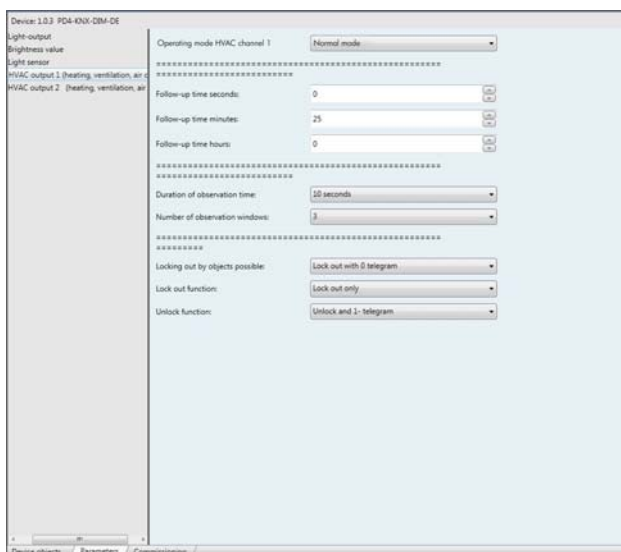 Device: 1.0.3 PD4-KNX-DIM-DE
Light-output
Brightness value
Light sensor
HVAC output 1 (heating, ventilation, air c
HVAC output 2 (heating, ventilation, air
Operating mode HVAC channel 1 Normal mode
======================================================
==========================
Follow-up time seconds: 0
Follow-up time minutes: 25
Follow-up time hours: 0
======================================================
==========================
Duration of observation time: 10 seconds
Number of observation windows: 3
======================================================
=========
Locking out by objects possible: Lock out with 0 telegram
Lock out function: Lock out only
Unlock function: Unlock and 1- telegram
Device objects Parameters Commissioning